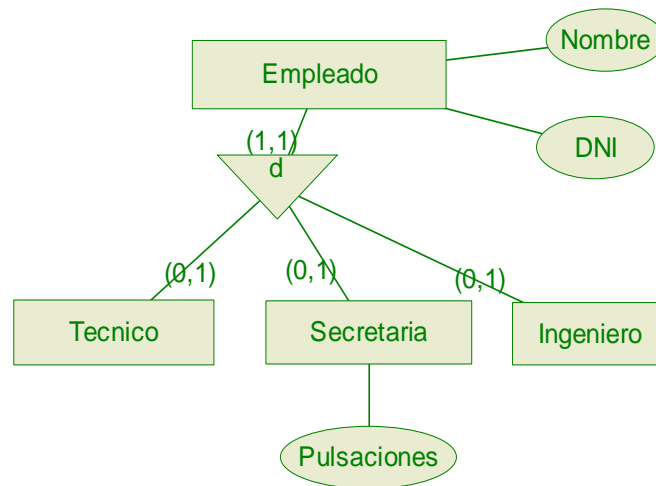 Nombre
Empleado
DNI
(1,1)
d
(0,1)
(0,1)
(0,1)
Tecnico
Secretaria
Ingeniero
Pulsaciones